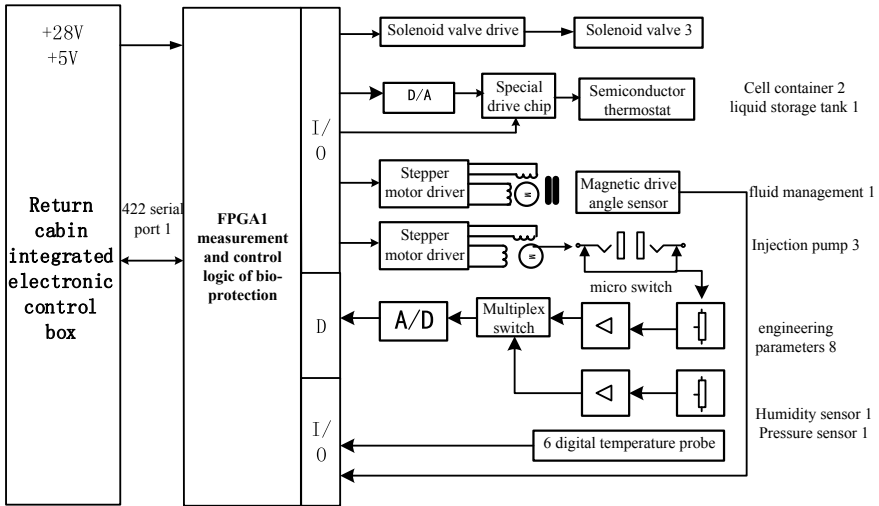 +28V
+5V
Return
cabin
integrated
electronic
control
box
422 serial
port 1
FPGA1
measurement
and control
logic of bio-
protection
I/
O
D
I/
O
Solenoid valve drive
Solenoid valve 3
D/A
Special
drive chip
Semiconductor
thermostat
Cell container 2
liquid storage tank 1
Stepper
motor driver
M
Magnetic drive
angle sensor
fluid management 1
Stepper
motor driver
M
Injection pump 3
micro switch
A/D
Multiplex
switch
engineering
parameters 8
Humidity sensor 1
Pressure sensor 1
6 digital temperature probe